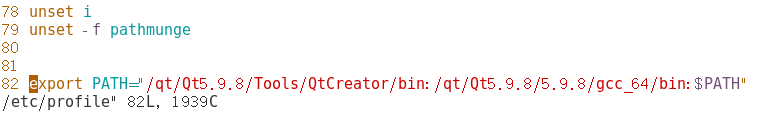 78 unset i
79 unset -f pathmunge
80
81
82 export PATH="/qt/Qt5.9.8/Tools/QtCreator/bin:/qt/Qt5.9.8/5.9.8/gcc_64/bin:$PATH"
/etc/profile" 82L, 1939C